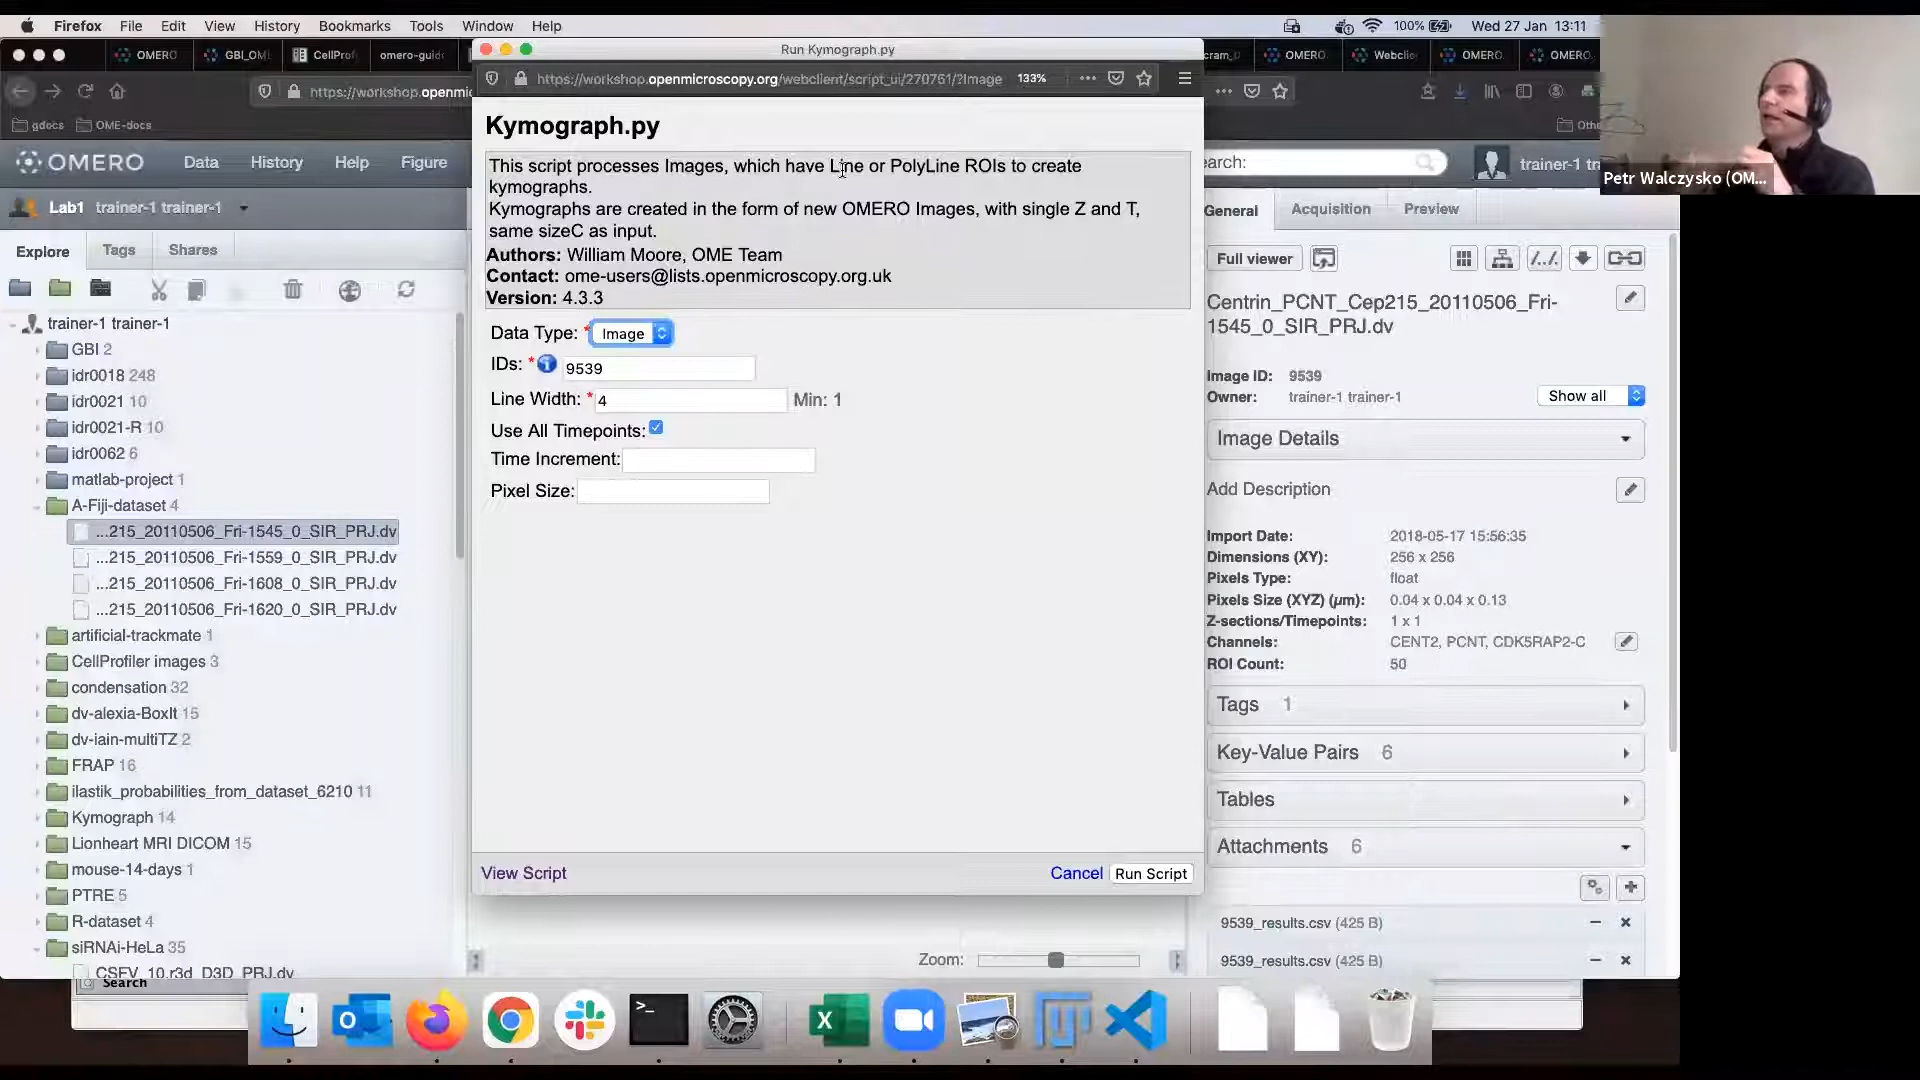 Firefox File Edit View History Bookmarks Tools Window Help 100% Wed 27 Jan 13:11
OMERO GBI_OMI CellProf omero-guide
Run Kymograph.py
OMERO. Webclie OMERO OMERO.
https://workshop.openmicroscopy.org/webclient/script_ui/270761/?Image 133%
https://workshop.openmi
gdocs OME-docs
OMERO Data History Help Figure
earch:
trainer-1 tr
Petr Walczysko (OM...
Lab1 trainer-1 trainer-1
Explore Tags Shares
trainer-1 trainer-1
GBI 2
idr0018 248
idr0021 10
idr0021-R 10
idr0062 6
matlab-project 1
A-Fiji-dataset 4
...215_20110506_Fri-1545_0_SIR_PRJ.dv
...215_20110506_Fri-1559_0_SIR_PRJ.dv
...215_20110506_Fri-1608_0_SIR_PRJ.dv
...215_20110506_Fri-1620_0_SIR_PRJ.dv
artificial-trackmate 1
CellProfiler images 3
condensation 32
dv-alexia-BoxIt 15
dv-iain-multiTZ 2
FRAP 16
ilastik_probabilities_from_dataset_6210 11
Kymograph 14
Lionheart MRI DICOM 15
mouse-14-days 1
PTRE 5
R-dataset 4
siRNAi-HeLa 35
CSFV_10.r3d_D3D_PRJ.dv
Search
Kymograph.py
This script processes Images, which have Line or PolyLine ROIs to create
kymographs.
Kymographs are created in the form of new OMERO Images, with single Z and T,
same sizeC as input.
Authors: William Moore, OME Team
Contact: ome-users@lists.openmicroscopy.org.uk
Version: 4.3.3
Data Type: * Image
IDs: * 9539
Line Width: * 4 Min: 1
Use All Timepoints:
Time Increment:
Pixel Size:
View Script Cancel Run Script
Zoom:
General Acquisition Preview
Full viewer
Centrin_PCNT_Cep215_20110506_Fri-
1545_0_SIR_PRJ.dv
Image ID: 9539
Owner: trainer-1 trainer-1
Show all
Image Details
Add Description
Import Date: 2018-05-17 15:56:35
Dimensions (XY): 256 x 256
Pixels Type: float
Pixels Size (XYZ) (µm): 0.04 x 0.04 x 0.13
Z-sections/Timepoints: 1 x 1
Channels: CENT2, PCNT, CDK5RAP2-C
ROI Count: 50
Tags 1
Key-Value Pairs 6
Tables
Attachments 6
9539_results.csv (425 B)
9539_results.csv (425 B)